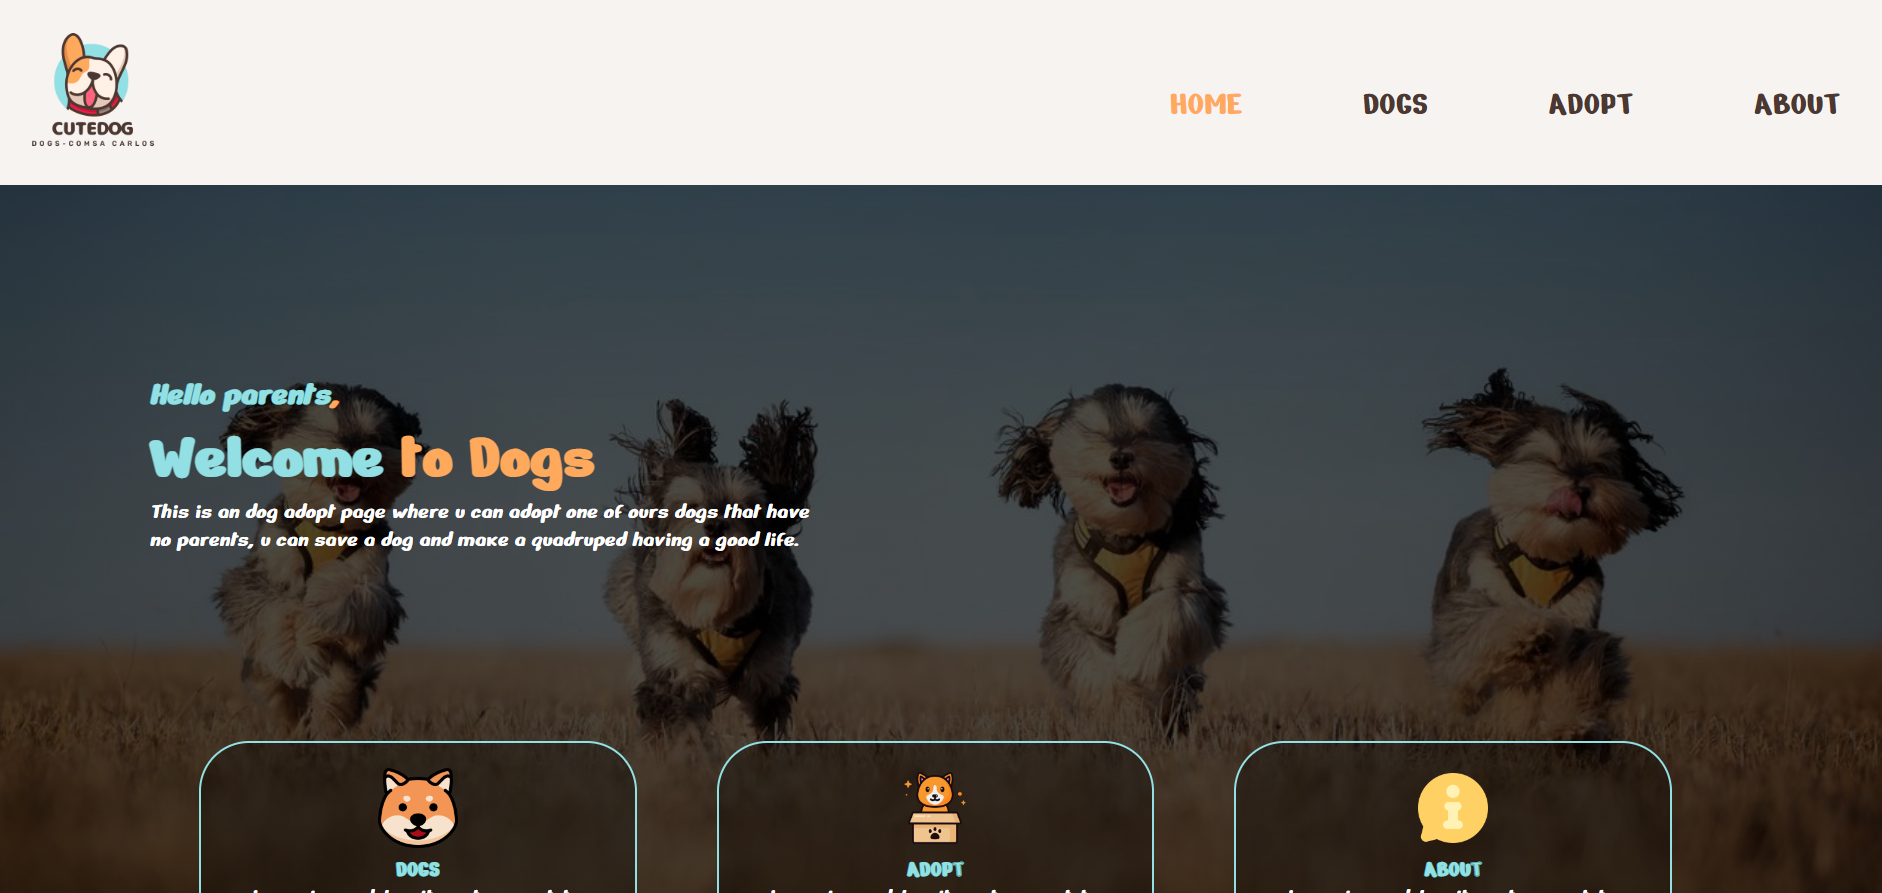 CUTEDOG
DOGS-COMSA CARLOS
HOME DOGS ADOPT ABOUT
Hello parents,
Welcome to Dogs
This is an dog adopt page where u can adopt one of ours dogs that have
no parents, u can save a dog and make a quadruped having a good life.
DOGS
ADOPT
ABOUT